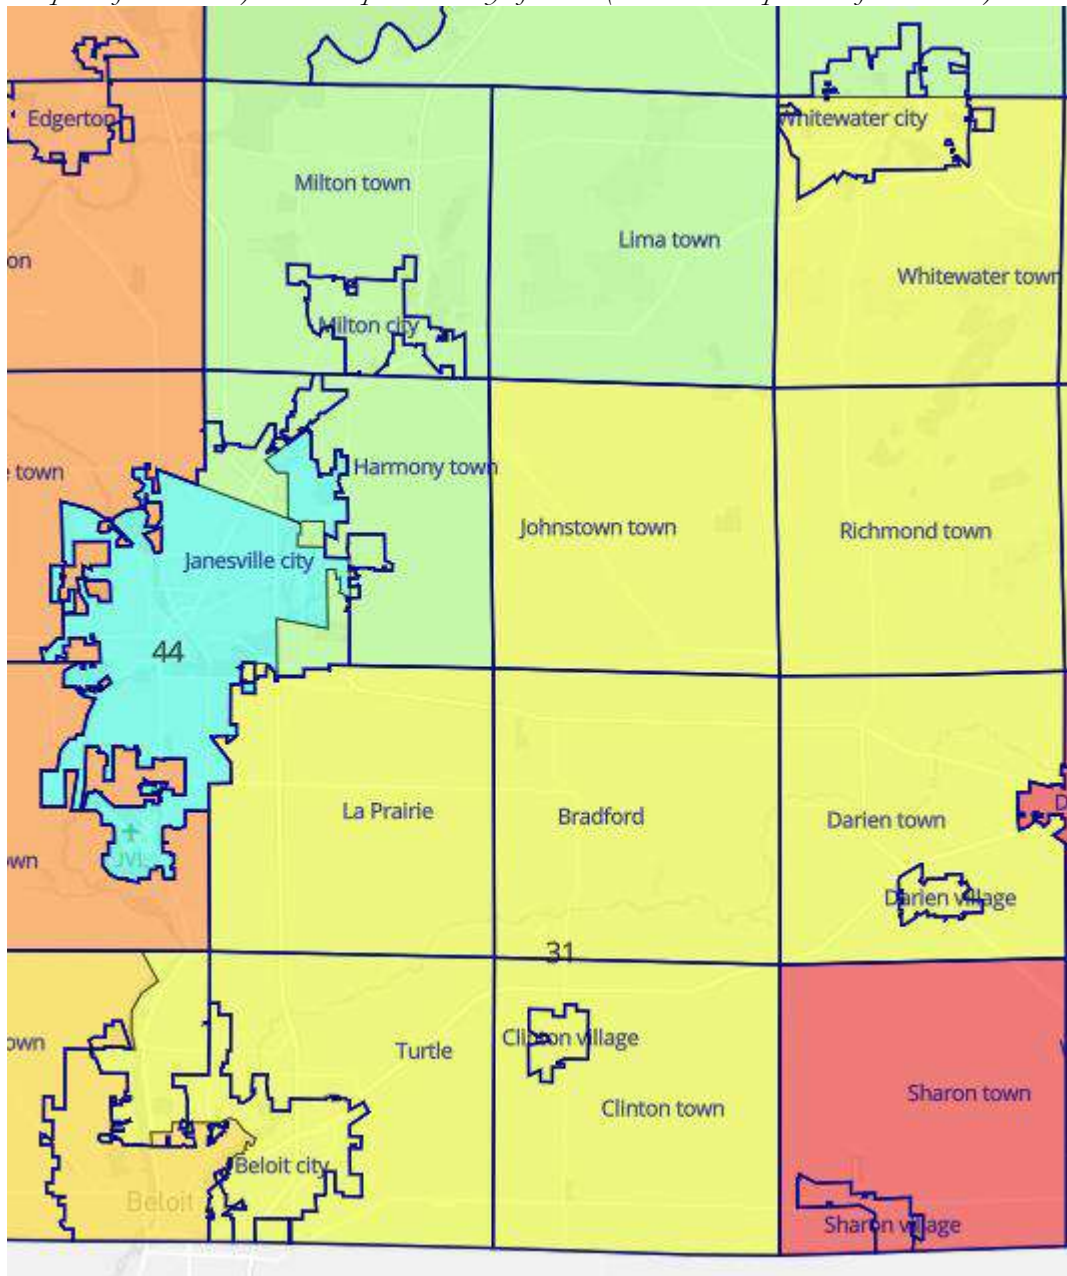 Edgerton
Whitewater city
Milton town
Lima town
on
Whitewater town
Milton city
e town
Harmony town
Johnstown town
Richmond town
Janesville city
44
La Prairie
Bradford
Darien town
D
own
JVL
Darien village
31
own
Turtle
Clinton village
Clinton town
Sharon town
Beloit city
Beloit
Sharon village